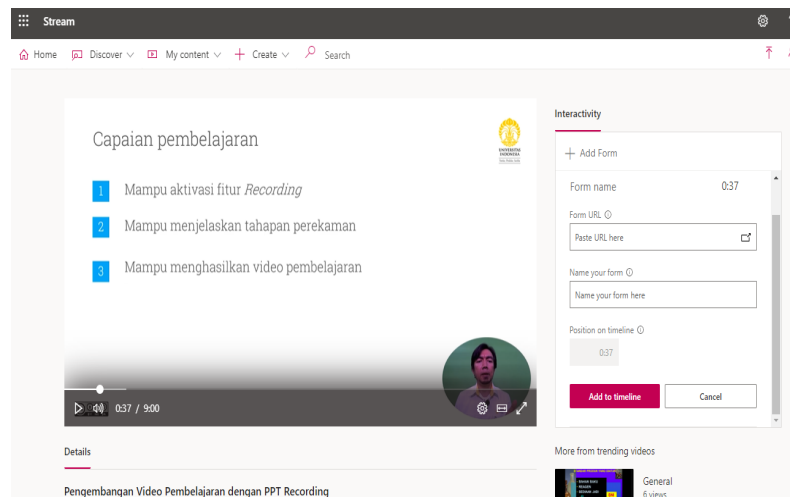 Stream
Home Discover My content Create Search
Capaian pembelajaran
UNIVERSITAS
INDONESIA
1 Mampu aktivasi fitur Recording
2 Mampu menjelaskan tahapan perekaman
3 Mampu menghasilkan video pembelajaran
0:37 / 9:00
Details
Pengembangan Video Pembelajaran dengan PPT Recording
Interactivity
Add Form
Form name 0:37
Form URL
Paste URL here
Name your form
Name your form here
Position on timeline
0:37
Add to timeline Cancel
More from trending videos
General
6 views